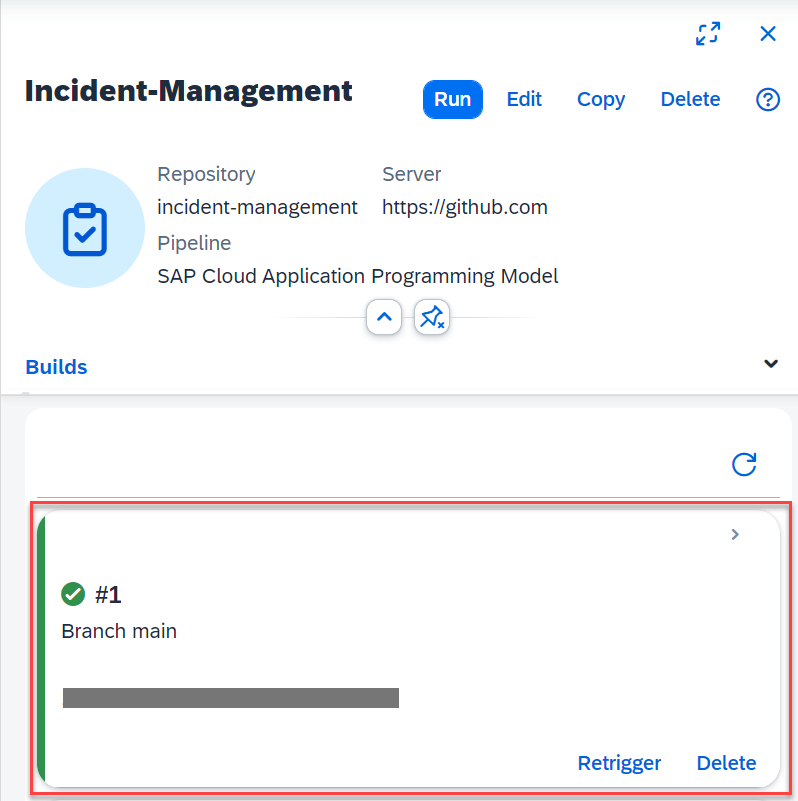 Incident-Management
Run Edit Copy Delete
Repository Server
incident-management https://github.com
Pipeline
SAP Cloud Application Programming Model
Builds
#1
Branch main
Retrigger Delete